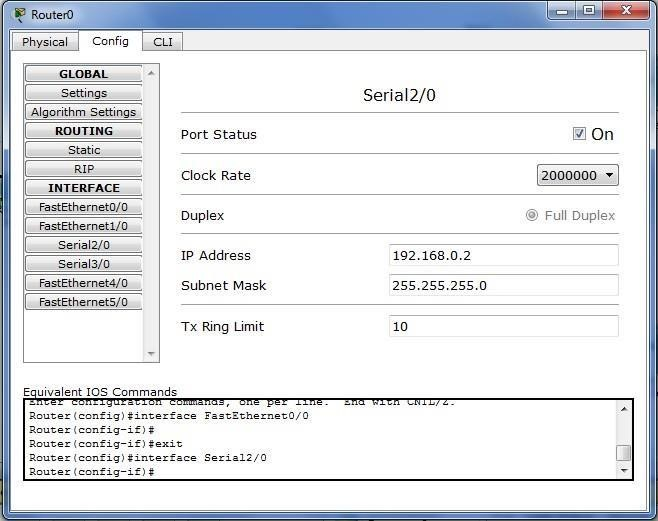 Router0
Physical Config CLI
GLOBAL
Settings
Algorithm Settings
ROUTING
Static
RIP
INTERFACE
FastEthernet0/0
FastEthernet1/0
Serial2/0
Serial3/0
FastEthernet4/0
FastEthernet5/0
Serial2/0
Port Status On
Clock Rate 2000000
Duplex Full Duplex
IP Address 192.168.0.2
Subnet Mask 255.255.255.0
Tx Ring Limit 10
Equivalent IOS Commands
Enter configuration commands, one per line. End with CNTL/Z.
Router(config)#interface FastEthernet0/0
Router(config-if)#
Router(config-if)#exit
Router(config)#interface Serial2/0
Router(config-if)#